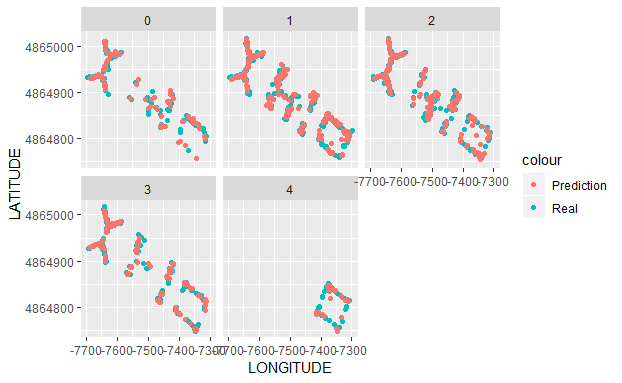 0 1 2
4865000
4864900
4864800
-7700 -7600 -7500 -7400 -7300
3 4
4865000
4864900
4864800
-7700 -7600 -7500 -7400 -7300 -7700 -7600 -7500 -7400 -7300
LONGITUDE
LATITUDE
colour
Prediction
Real